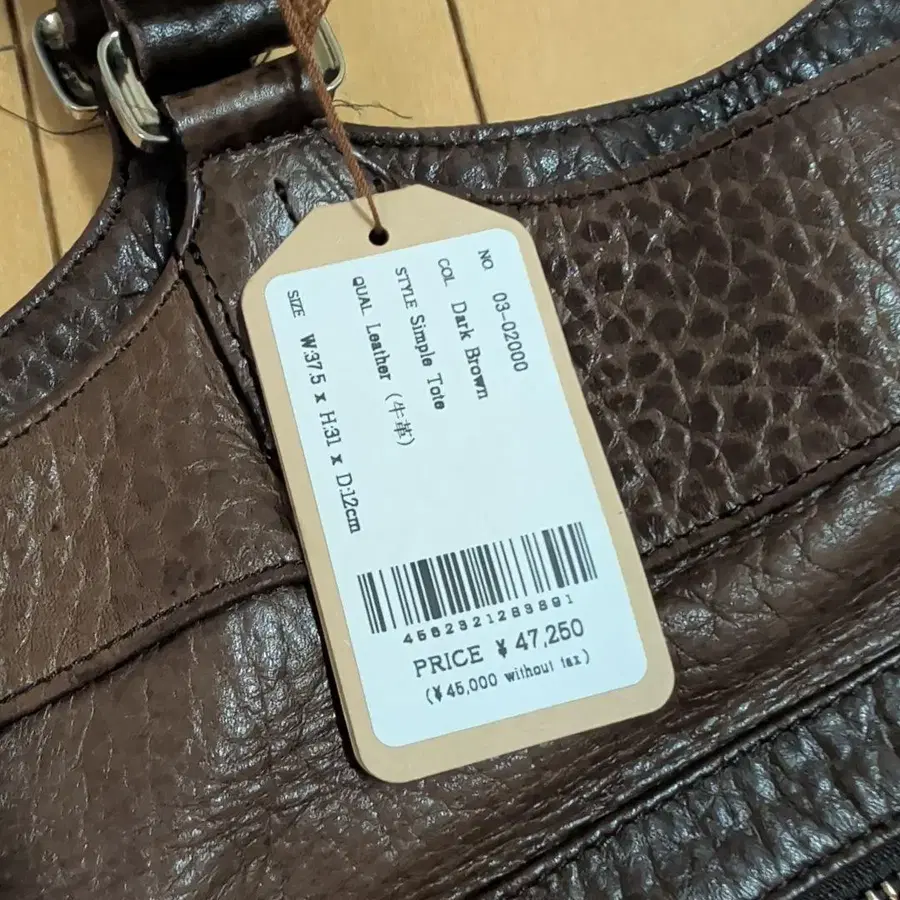 NO. 03-02000
COL Dark Brown
STYLE Simple Tote
QUAL Leather (牛革)
SIZE W:37.5 x H:31 x D:12cm
4562321283891
PRICE ¥ 47,250
(¥45,000 without tax)